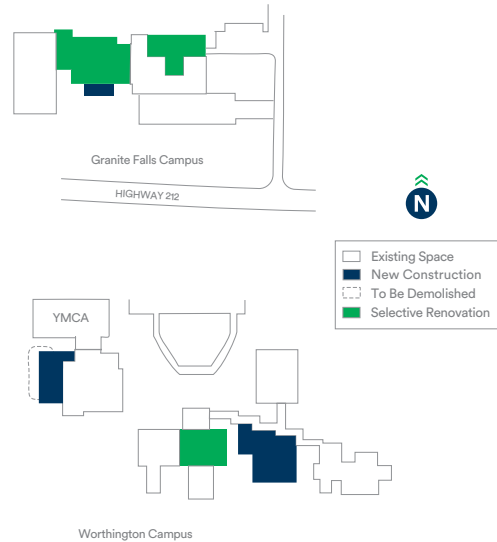 Granite Falls Campus
HIGHWAY 212
N
Existing Space
New Construction
To Be Demolished
Selective Renovation
YMCA
Worthington Campus